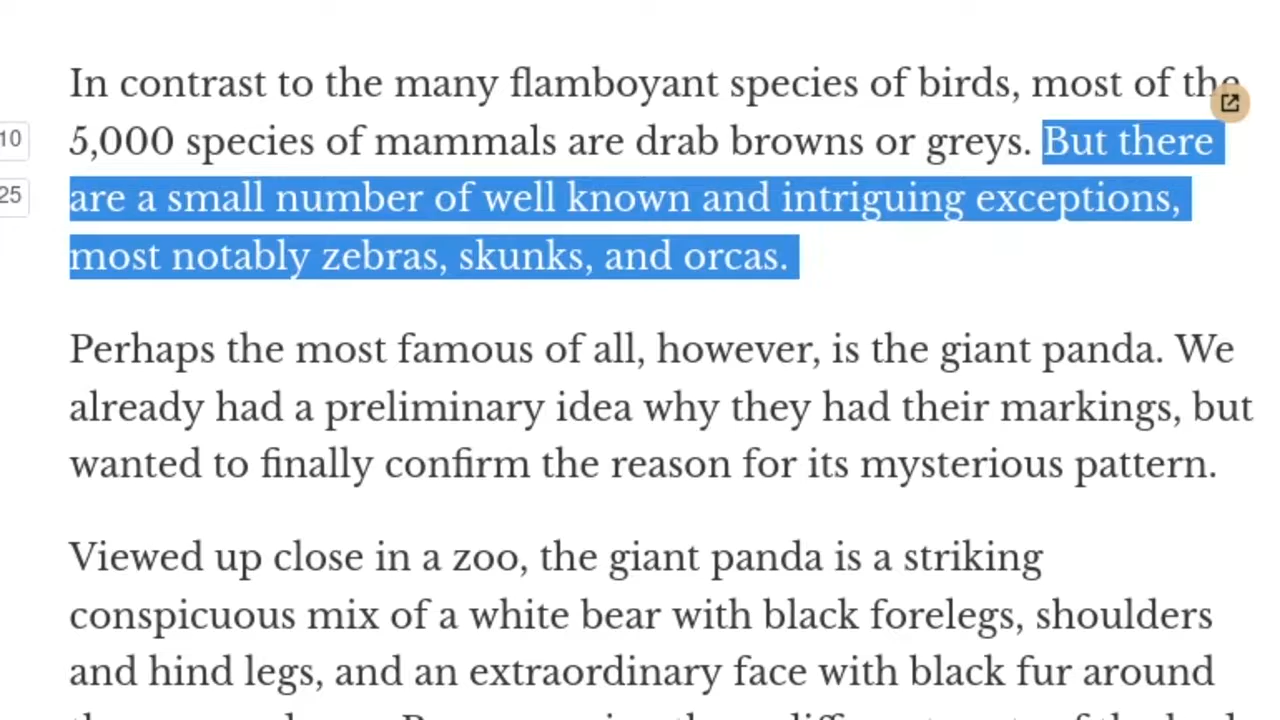 In contrast to the many flamboyant species of birds, most of the
5,000 species of mammals are drab browns or greys. But there
10
are a small number of well known and intriguing exceptions,
25
most notably zebras, skunks, and orcas.
Perhaps the most famous of all, however, is the giant panda. We
already had a preliminary idea why they had their markings, but
wanted to finally confirm the reason for its mysterious pattern.
Viewed up close in a zoo, the giant panda is a striking
conspicuous mix of a white bear with black forelegs, shoulders
and hind legs, and an extraordinary face with black fur around